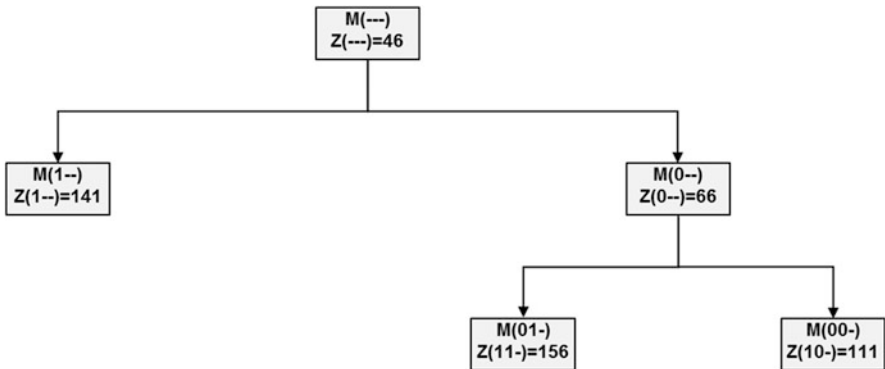 M(---)
Z(---)=46
M(1--)
Z(1--)=141
M(0--)
Z(0--)=66
M(01-)
Z(11-)=156
M(00-)
Z(10-)=111